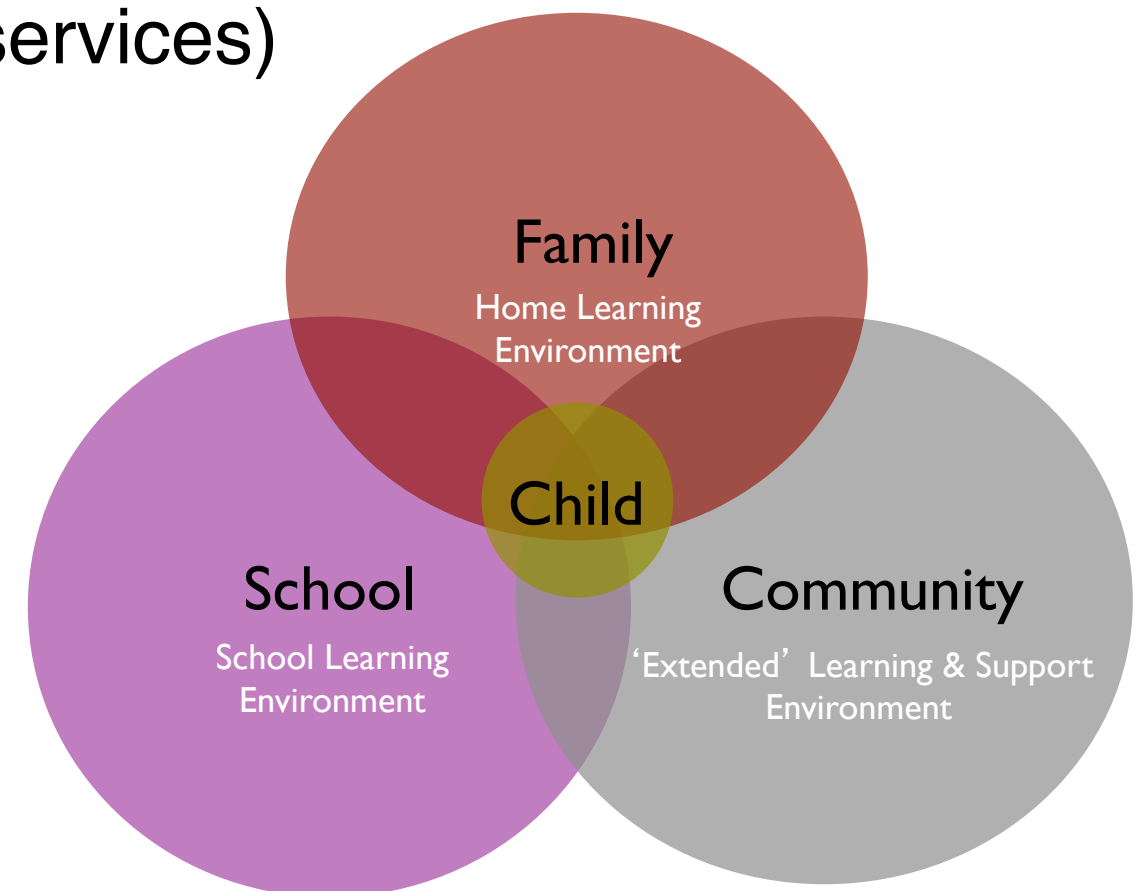 services)
Family
Home Learning
Environment
Child
School
School Learning
Environment
Community
‘Extended’ Learning & Support
Environment